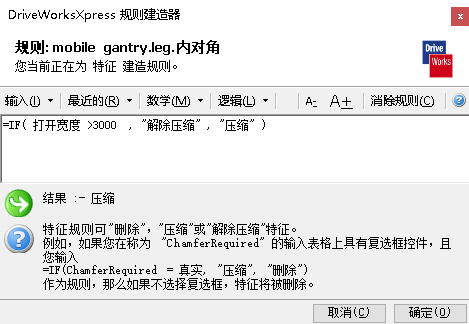 DriveWorksXpress 规则建造器
x
规则: mobile gantry.leg.内对角
您当前正在为 特征 建造规则。
Drive
Works
输入(I) 最近的(R) 数学(M) 逻辑(L) A- A+ 消除规则(C) ?
=IF( 打开宽度 >3000 , "解除压缩" , "压缩" )
结果 :- 压缩
特征规则可"删除"，"压缩"或"解除压缩"特征。
例如，如果您在称为 "ChamferRequired" 的输入表格上具有复选框控件，且
您输入
=IF(ChamferRequired = 真实, "压缩", "删除")
作为规则，那么如果不选择复选框，特征将被删除。
取消(C) 确定(O)